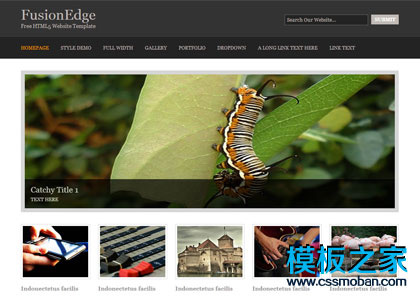 FusionEdge
Free HTML5 Website Template
Search Our Website...
SUBMIT
HOMEPAGE STYLE DEMO FULL WIDTH GALLERY PORTFOLIO DROPDOWN A LONG LINK TEXT HERE LINK TEXT
Catchy Title 1
TEXT HERE
模板之家
www.cssmoban.com
Indonectetus facilis Indonectetus facilis Indonectetus facilis Indonectetus facilis Indonectetus facilis